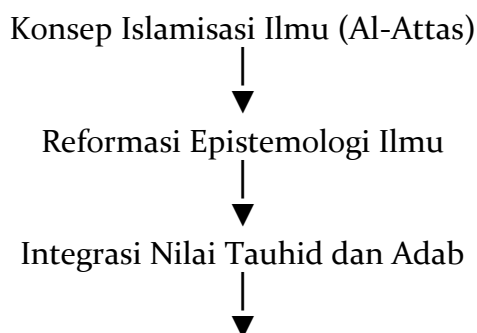 Konsep Islamisasi Ilmu (Al-Attas)
Reformasi Epistemologi Ilmu
Integrasi Nilai Tauhid dan Adab